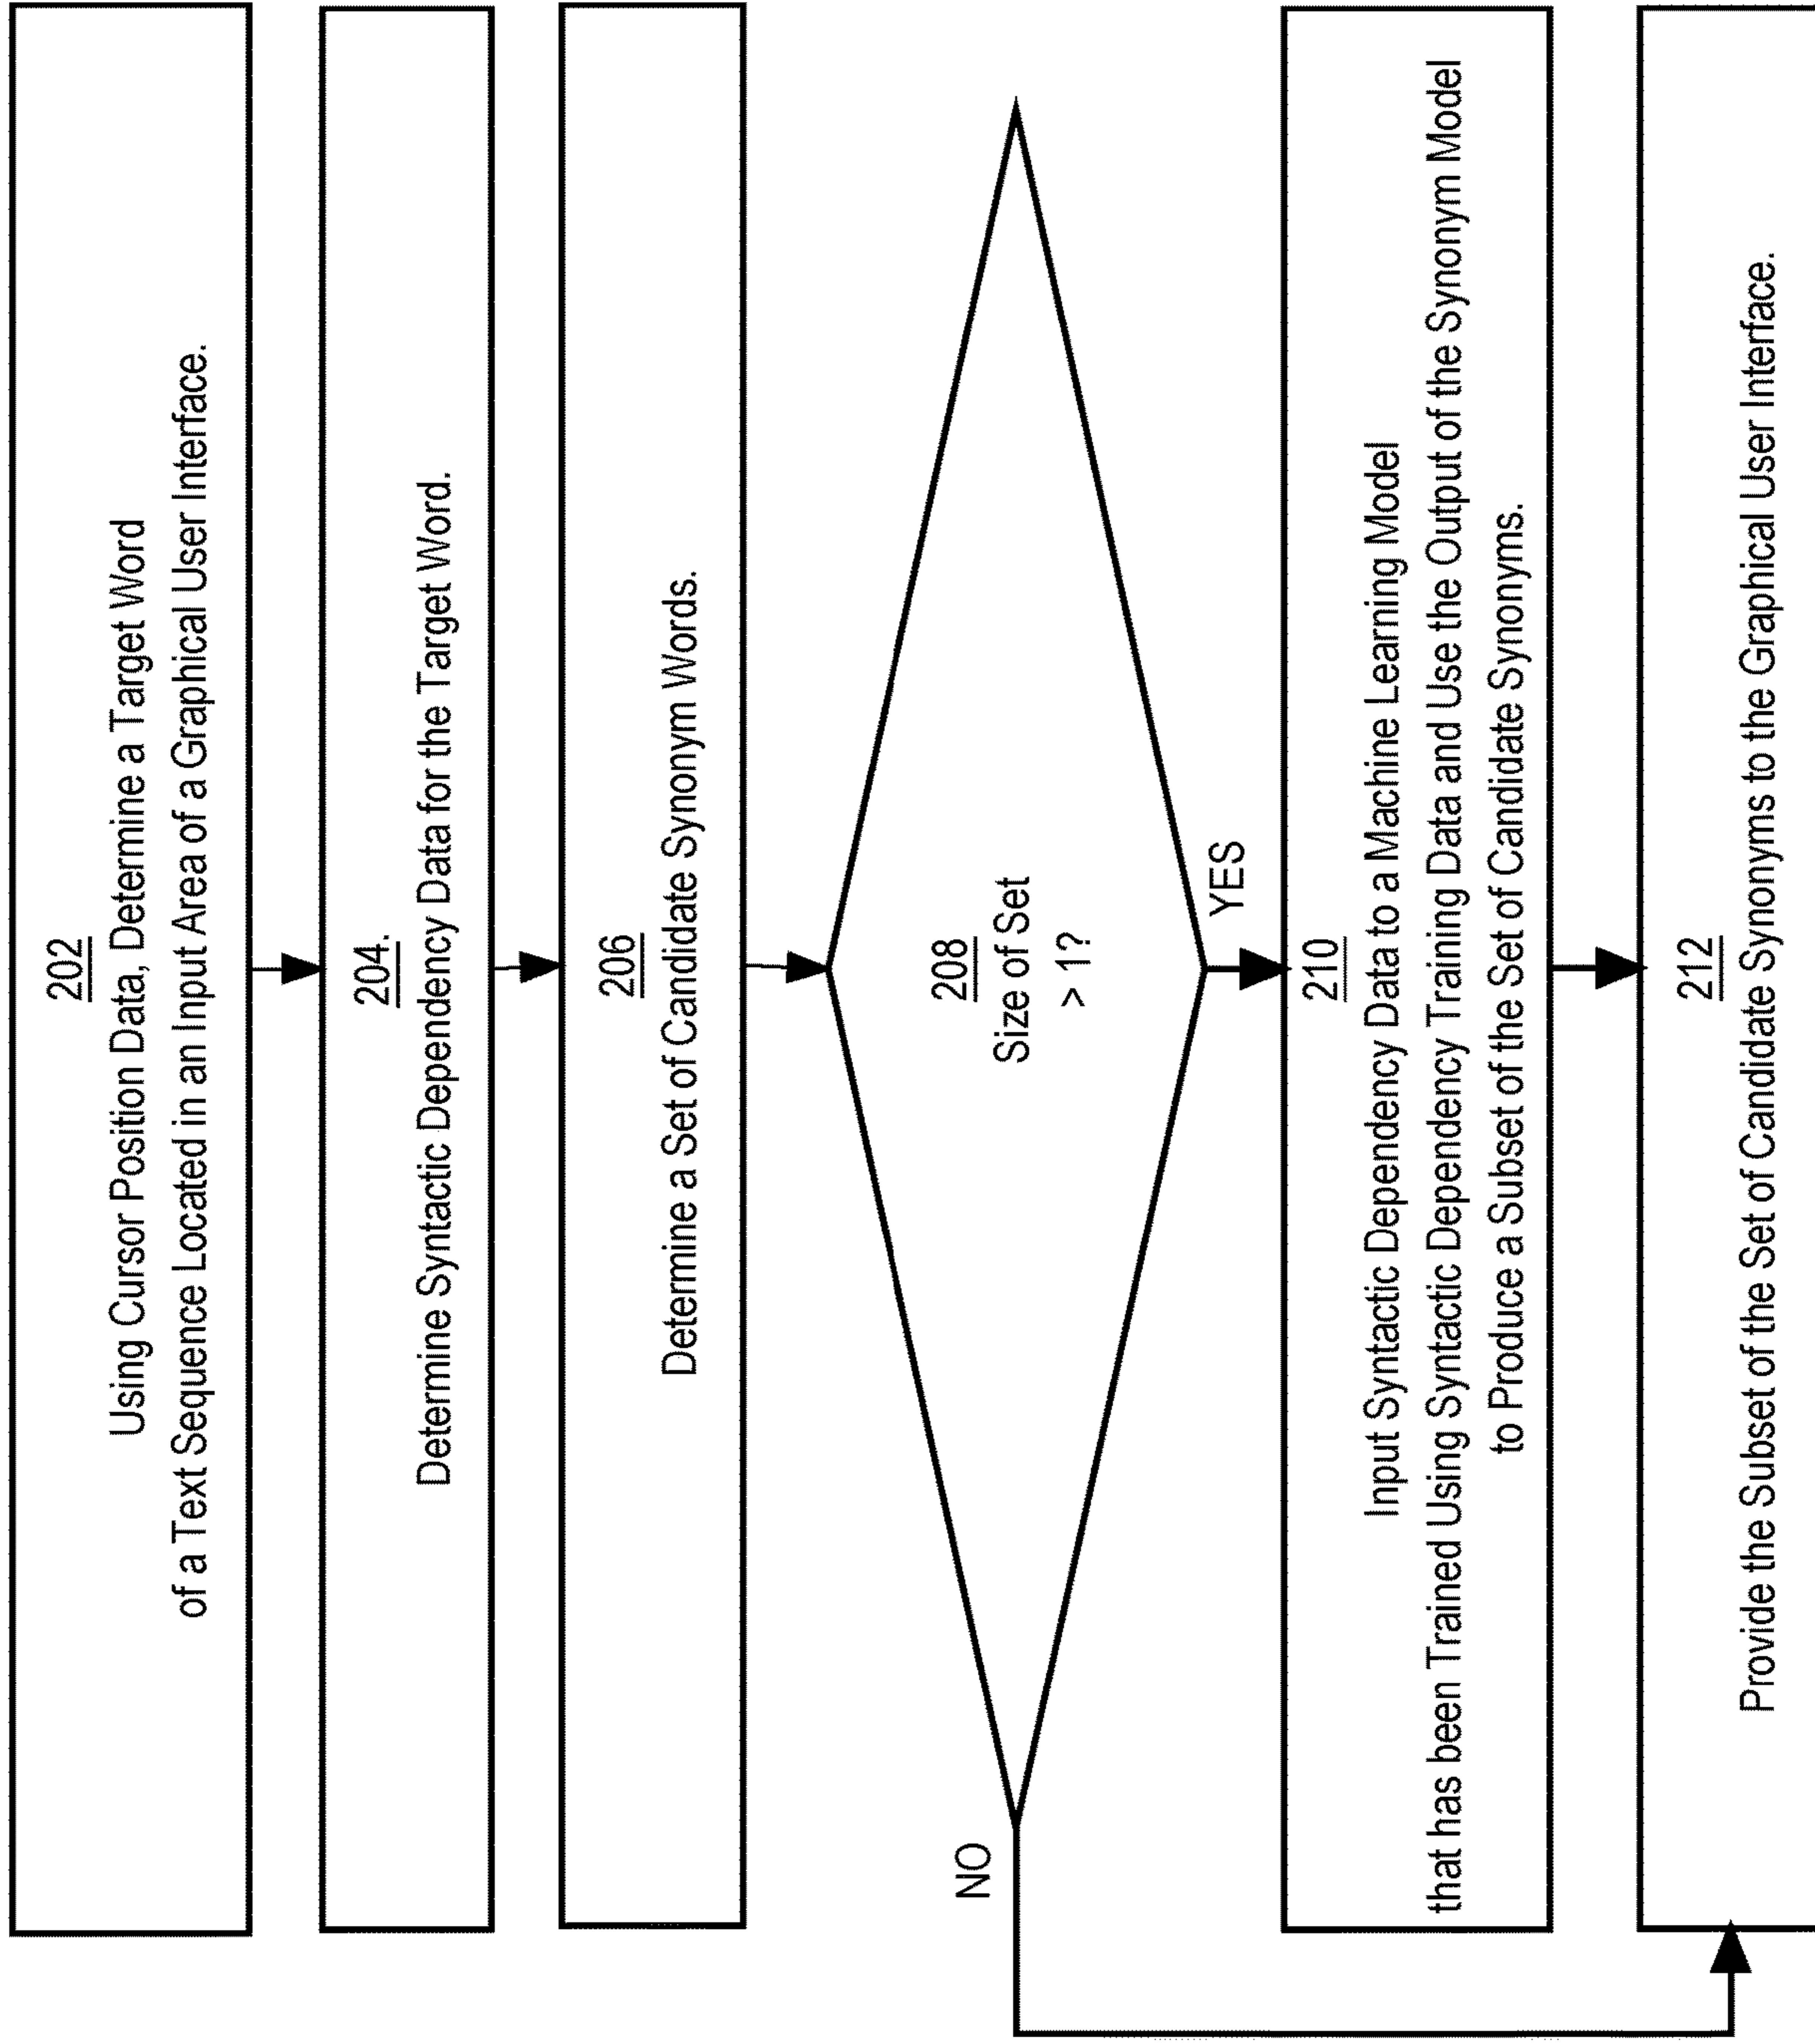 202
Using Cursor Position Data, Determine a Target Word
of a Text Sequence Located in an Input Area of a Graphical User Interface.
204.
Determine Syntactic Dependency Data for the Target Word.
206
Determine a Set of Candidate Synonym Words.
208
Size of Set
> 1?
NO
YES
210
Input Syntactic Dependency Data to a Machine Learning Model
that has been Trained Using Syntactic Dependency Training Data and Use the Output of the Synonym Model
to Produce a Subset of the Set of Candidate Synonyms.
212
Provide the Subset of the Set of Candidate Synonyms to the Graphical User Interface.